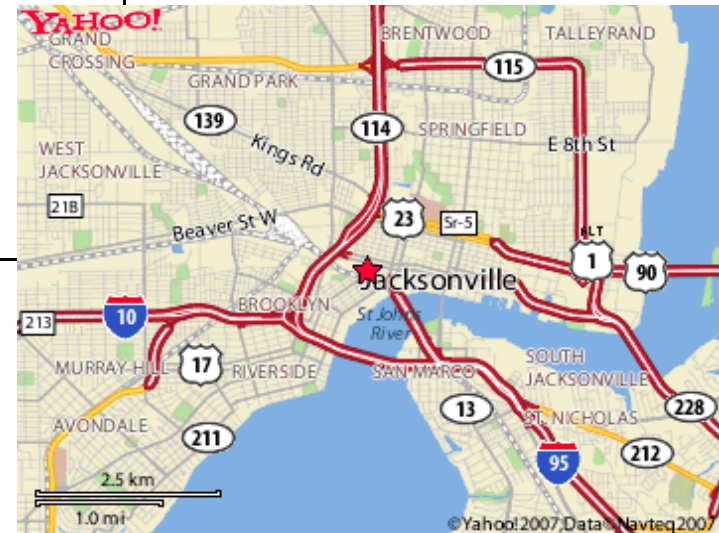 YAHOO!
GRAND
CROSSING
BRENTWOOD
TALLEYRAND
GRAND PARK
115
139
114
SPRINGFIELD
E 8th St
Kings Rd
WEST
JACKSONVILLE
21B
Beaver St W
23
Sr-5
ALT
1
90
Jacksonville
BROOKLYN
St Johns
River
213
10
MURRAY HILL
17
RIVERSIDE
SAN MARCO
SOUTH
JACKSONVILLE
13
ST. NICHOLAS
228
AVONDALE
211
212
95
2.5 km
1.0 mi
©Yahoo!2007,Data©Navteq2007